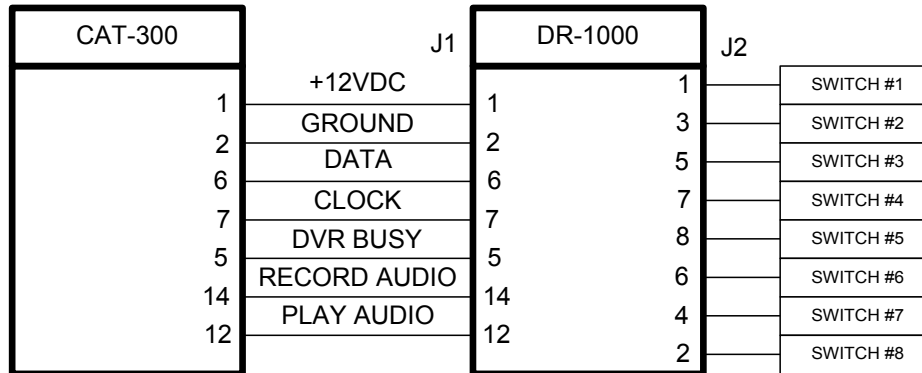 CAT-300 J1 DR-1000 J2
+12VDC 1 SWITCH #1
1 1
GROUND 3 SWITCH #2
2 2
DATA 5 SWITCH #3
6 6
CLOCK 7 SWITCH #4
7 7
DVR BUSY 8 SWITCH #5
5 5
RECORD AUDIO 6 SWITCH #6
14 14
PLAY AUDIO 4 SWITCH #7
12 12
2 SWITCH #8